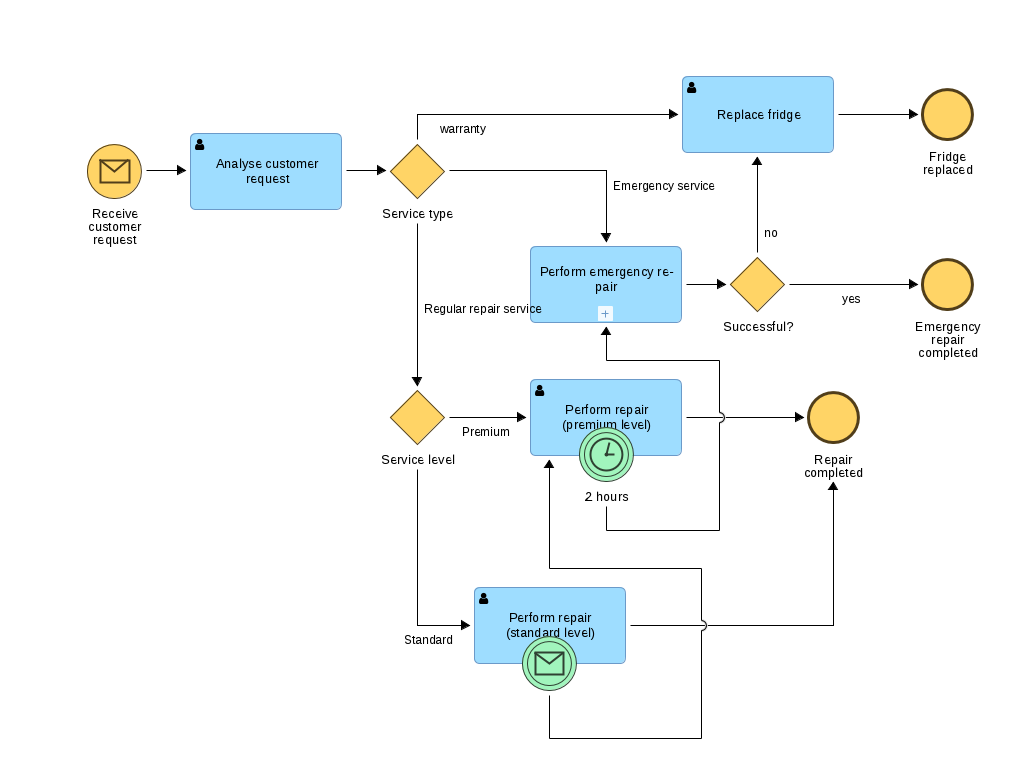 Replace fridge
warranty
Fridge
replaced
Analyse customer
request
Receive
customer
request
Service type
Emergency service
no
Perform emergency re-
pair
+
Successful?
yes
Emergency
repair
completed
Regular repair service
Perform repair
(premium level)
Premium
Service level
Repair
completed
2 hours
Perform repair
(standard level)
Standard